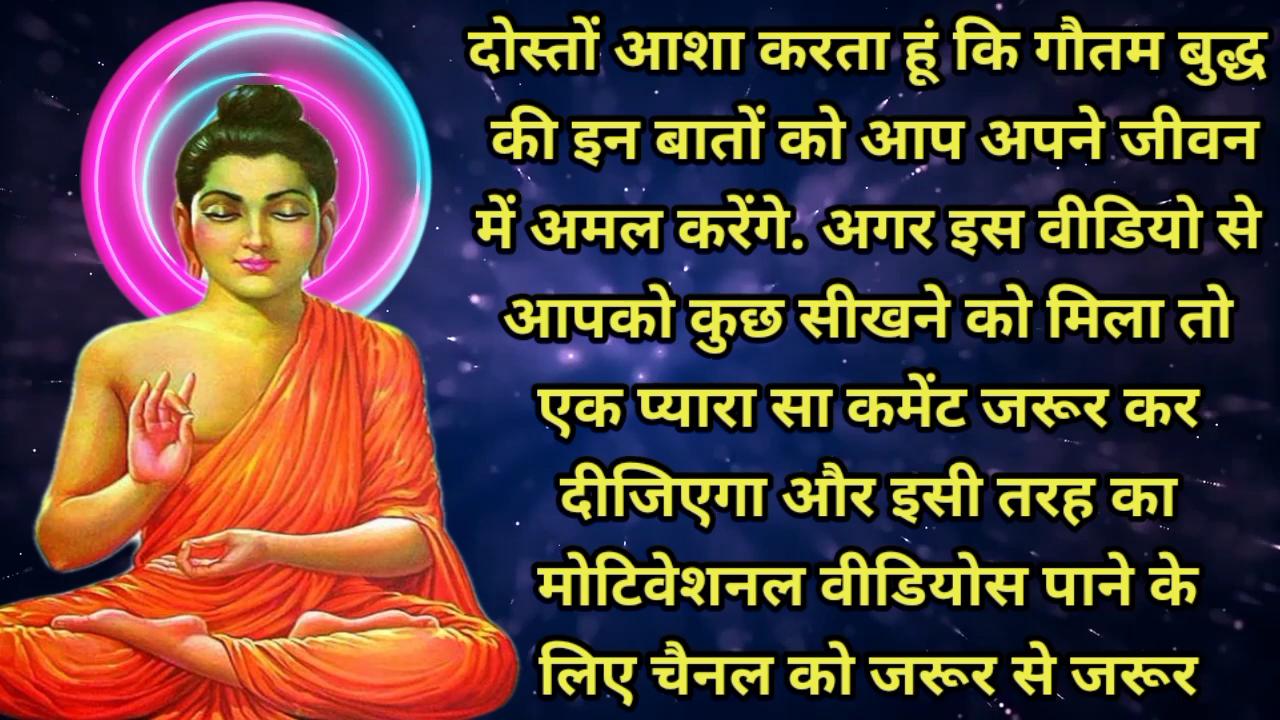 दोस्तों आशा करता हूं कि गौतम बुद्ध
की इन बातों को आप अपने जीवन
में अमल करेंगे. अगर इस वीडियो से
आपको कुछ सीखने को मिला तो
एक प्यारा सा कमेंट जरूर कर
दीजिएगा और इसी तरह का
मोटिवेशनल वीडियोस पाने के
लिए चैनल को जरूर से जरूर